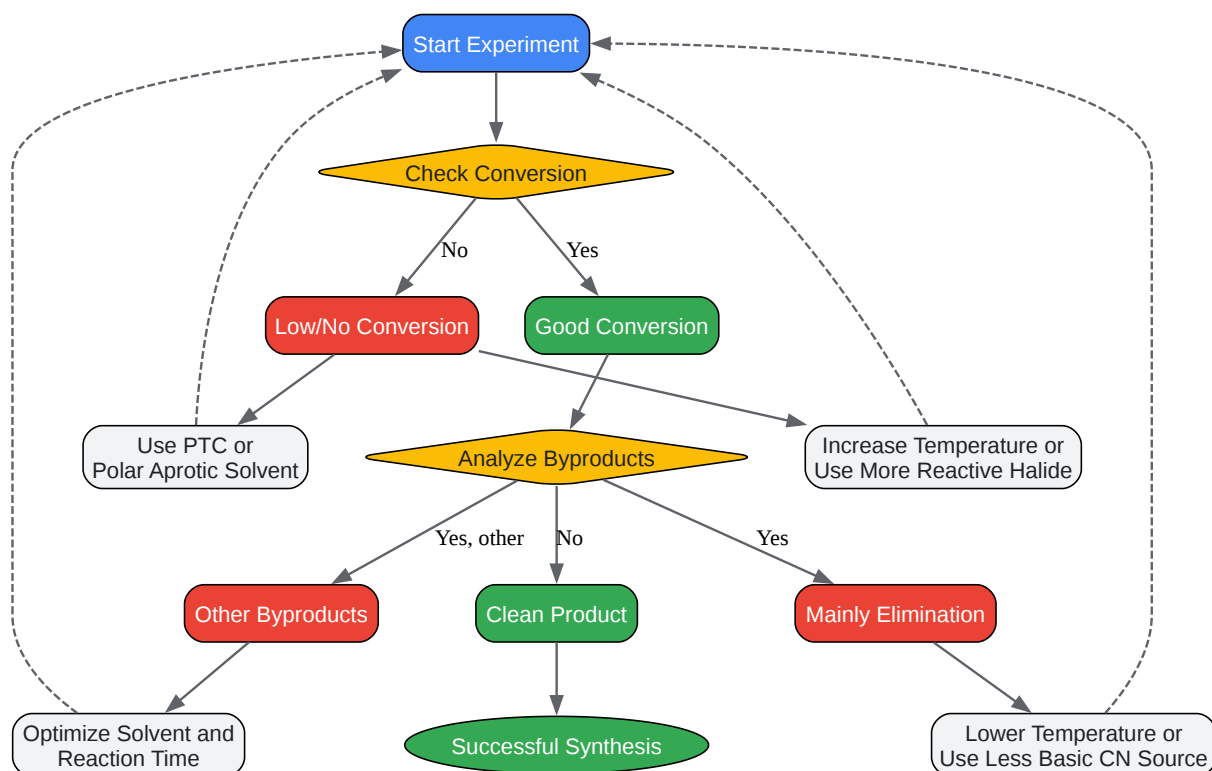 Start Experiment
Check Conversion
No
Yes
Low/No Conversion
Good Conversion
Use PTC or
Polar Aprotic Solvent
Analyze Byproducts
Increase Temperature or
Use More Reactive Halide
Yes, other
No
Yes
Other Byproducts
Clean Product
Mainly Elimination
Optimize Solvent and
Reaction Time
Successful Synthesis
Lower Temperature or
Use Less Basic CN Source